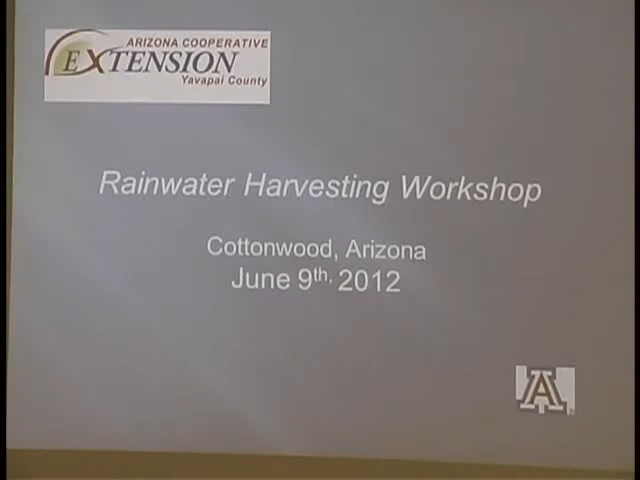 ARIZONA COOPERATIVE
EXTENSION
Yavapai County
Rainwater Harvesting Workshop
Cottonwood, Arizona
June 9th, 2012
A